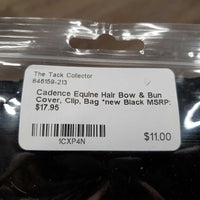 The Tack Collector
646159-213
Cadence Equine Hair Bow & Bun
Cover, Clip, Bag *new Black MSRP:
$17.95
1CXP4N
$11.00